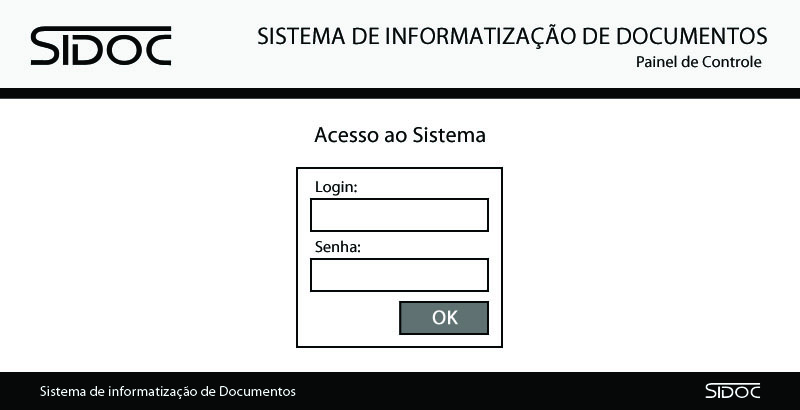 SIDOC
SISTEMA DE INFORMATIZAÇÃO DE DOCUMENTOS
Painel de Controle
Acesso ao Sistema
Login:
Senha:
OK
Sistema de informatização de Documentos
SIDOC